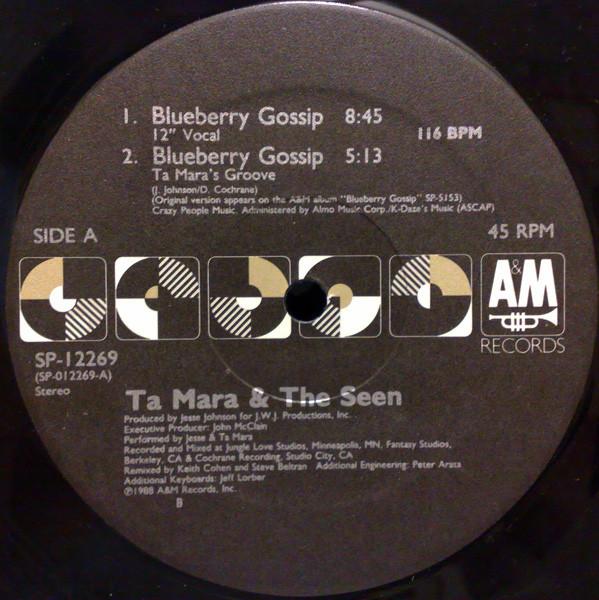 1. Blueberry Gossip 8:45
12" Vocal
116 BPM
2. Blueberry Gossip 5:13
Ta Mara's Groove
(J. Johnson/D. Cochrane)
(Original version appears on the A&M album "Blueberry Gossip" SP-5153)
Crazy People Music. Administered by Almo Music Corp./K-Daze's Music (ASCAP)
SIDE A
45 RPM
A&M
RECORDS
SP-12269
(SP-012269-A)
Stereo
Ta Mara & The Seen
Produced by Jesse Johnson for J.W.J. Productions, Inc.
Executive Producer: John McClain
Performed by Jesse & Ta Mara
Recorded and Mixed at Jungle Love Studios, Minneapolis, MN, Fantasy Studios,
Berkeley, CA & Cochrane Recording, Studio City, CA
Remixed by Keith Cohen and Steve Beltran Additional Engineering: Peter Arata
Additional Keyboards: Jeff Lorber
℗1988 A&M Records, Inc.
B